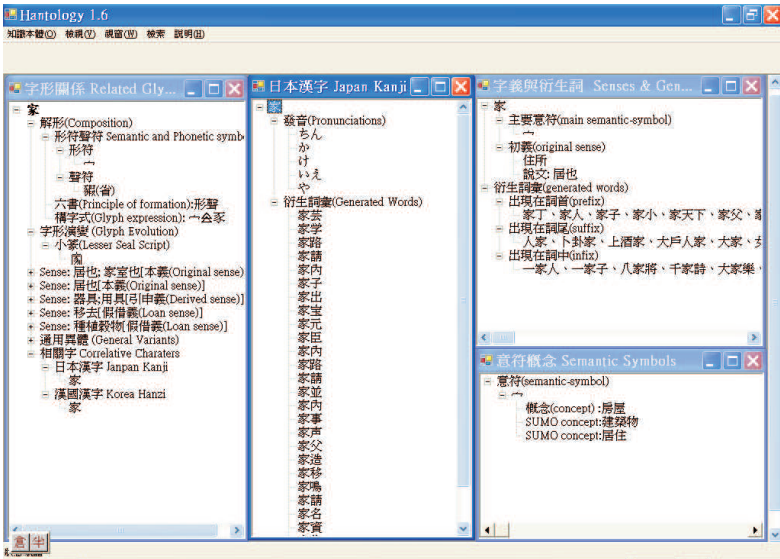 Hantology 1.6
知識本體(O) 檢視(V) 視窗(W) 檢索 說明(H)
字形關係 Related Gly...
家
解形(Composition)
形符聲符 Semantic and Phonetic symb
形符
宀
聲符
豭(省)
六書(Principle of formation):形聲
構字式(Glyph expression): 宀豕
字形演變 (Glyph Evolution)
小篆(Lesser Seal Script)
Sense: 居也; 家室也[本義(Original sense)
Sense: 居也[本義(Original sense)]
Sense: 器具;用具[引申義(Derived sense)]
Sense: 移去[假借義(Loan sense)]
Sense: 種植穀物[假借義(Loan sense)]
通用異體 (General Variants)
相關字 Correlative Charaters
日本漢字 Janpan Kanji
家
漢國漢字 Korea Hanzi
家
倉 半
日本漢字 Japan Kanji
家
發音(Pronunciations)
ちん
か
け
いえ
や
衍生詞彙(Generated Words)
家芸
家学
家路
家請
家內
家子
家出
家宝
家元
家臣
家內
家路
家請
家並
家內
家事
家声
家父
家造
家移
家鳴
家請
家名
家資
字義與衍生詞 Senses & Gen...
家
主要意符(main semantic-symbol)
宀
初義(original sense)
住所
說文: 居也
衍生詞彙(generated words)
出現在詞首(prefix)
家丁、家人、家子、家小、家天下、家父、
出現在詞尾(suffix)
人家、卜卦家、上酒家、大戶人家、大家、
出現在詞中(infix)
一家人、一家子、八家將、千家詩、大家樂、
意符概念 Semantic Symbols
意符(semantic-symbol)
宀
概念(concept) :房屋
SUMO concept:建築物
SUMO concept:居住